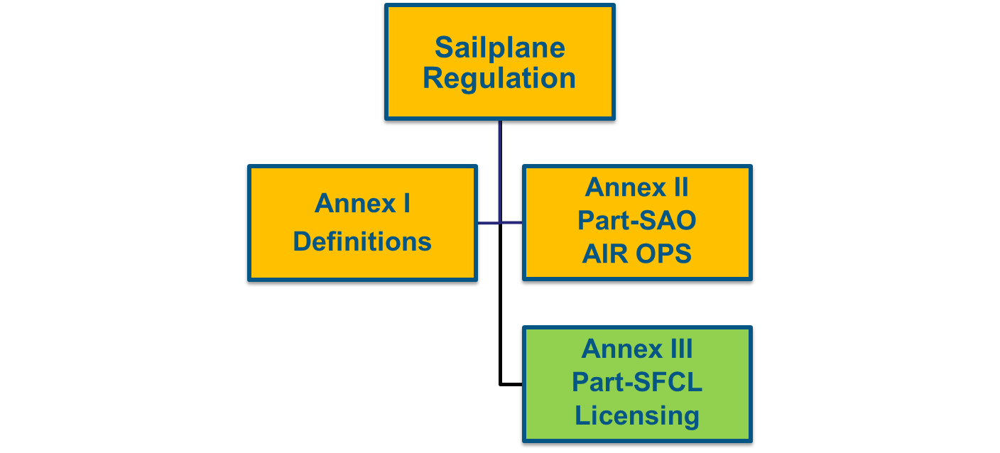 Sailplane
Regulation
Annex I
Definitions
Annex II
Part-SAO
AIR OPS
Annex III
Part-SFCL
Licensing